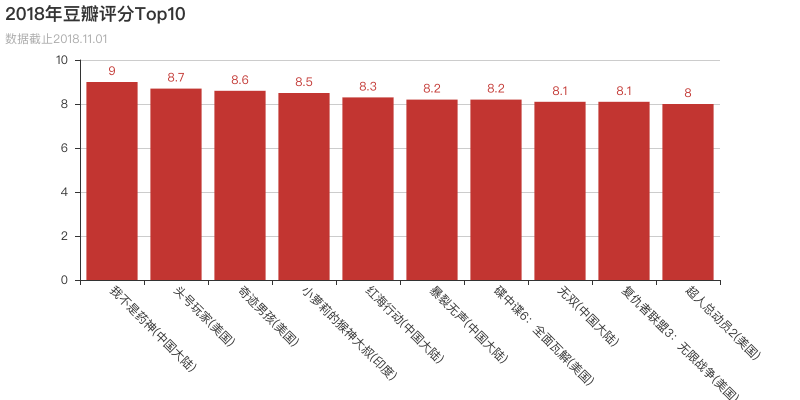 2018年豆瓣评分Top10
数据截止2018.11.01
10
8
6
4
2
0
9
8.7
8.6
8.5
8.3
8.2
8.2
8.1
8.1
8
我不是药神(中国大陆)
头号玩家(美国)
奇迹男孩(美国)
小萝莉的猴神大叔(印度)
红海行动(中国大陆)
暴裂无声(中国大陆)
碟中谍6：全面瓦解(美国)
无双(中国大陆)
复仇者联盟3：无限战争(美国)
超人总动员2(美国)